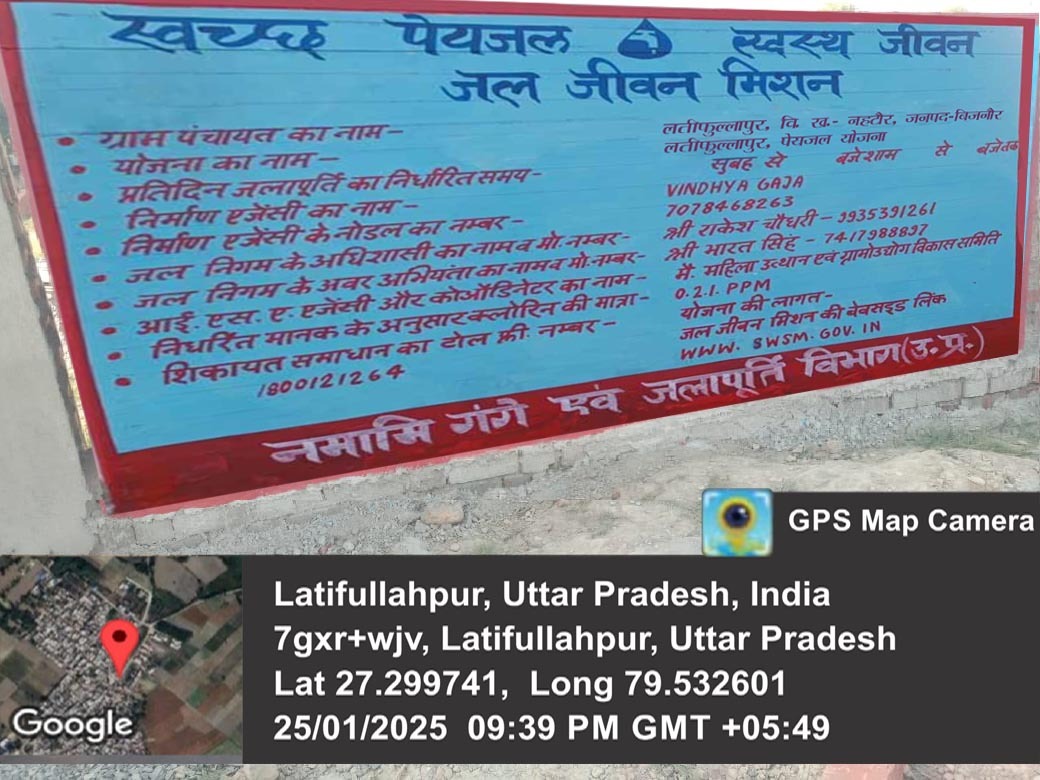 स्वच्छ पेयजल स्वस्थ जीवन
जल जीवन मिशन
ग्राम पंचायत का नाम-
योजना का नाम-
प्रतिदिन जलापूर्ति का निर्धारित समय-
निर्माण एजेंसी का नाम-
निर्माण एजेंसी के नोडल का नम्बर-
जल निगम के अधिशासी का नाम व मो. नम्बर-
जल निगम के अवर अभियंता का नाम व मो. नम्बर-
आई. एस. ए. एजेंसी और कोऑर्डिनेटर का नाम-
निर्धारित मानक के अनुसार क्लोरिन की मात्रा-
शिकायत समाधान का टोल फ्री नम्बर-
1800121264
लतीफुल्लापुर, वि. ख.- नहटौर, जनपद-बिजनौर
लतीफुल्लापुर, पेयजल योजना
सुबह से बजे शाम से बजे तक
VINDHYA GAJA
7078468263
श्री राकेश चौधरी - 9935391261
श्री भारत सिंह - 7417988897
मै. महिला उत्थान एवं ग्रामोउद्योग विकास समिति
0.2.1. PPM
योजना की लागत-
जल जीवन मिशन की बेबसइड लिंक
WWW. SWSM. GOV. IN
नमामि गंगे एवं जलापूर्ति विभाग (उ. प्र.)
GPS Map Camera
Latifullahpur, Uttar Pradesh, India
7gxr+wjv, Latifullahpur, Uttar Pradesh
Lat 27.299741, Long 79.532601
25/01/2025 09:39 PM GMT +05:49
Google